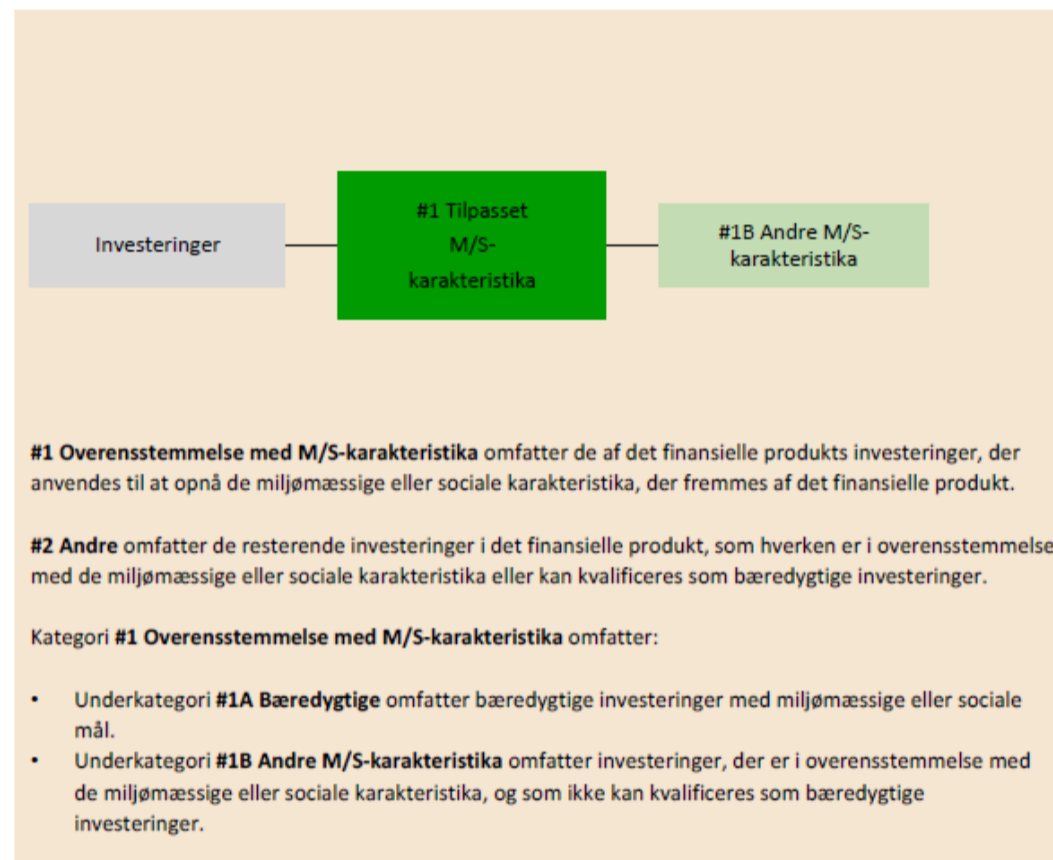 Investeringer
#1 Tilpasset
M/S-
karakteristika
#1B Andre M/S-
karakteristika
#1 Overensstemmelse med M/S-karakteristika omfatter de af det finansielle produkts investeringer, der
anvendes til at opnå de miljømæssige eller sociale karakteristika, der fremmes af det finansielle produkt.
#2 Andre omfatter de resterende investeringer i det finansielle produkt, som hverken er i overensstemmelse
med de miljømæssige eller sociale karakteristika eller kan kvalificeres som bæredygtige investeringer.
Kategori #1 Overensstemmelse med M/S-karakteristika omfatter:
• Underkategori #1A Bæredygtige omfatter bæredygtige investeringer med miljømæssige eller sociale
mål.
• Underkategori #1B Andre M/S-karakteristika omfatter investeringer, der er i overensstemmelse med
de miljømæssige eller sociale karakteristika, og som ikke kan kvalificeres som bæredygtige
investeringer.